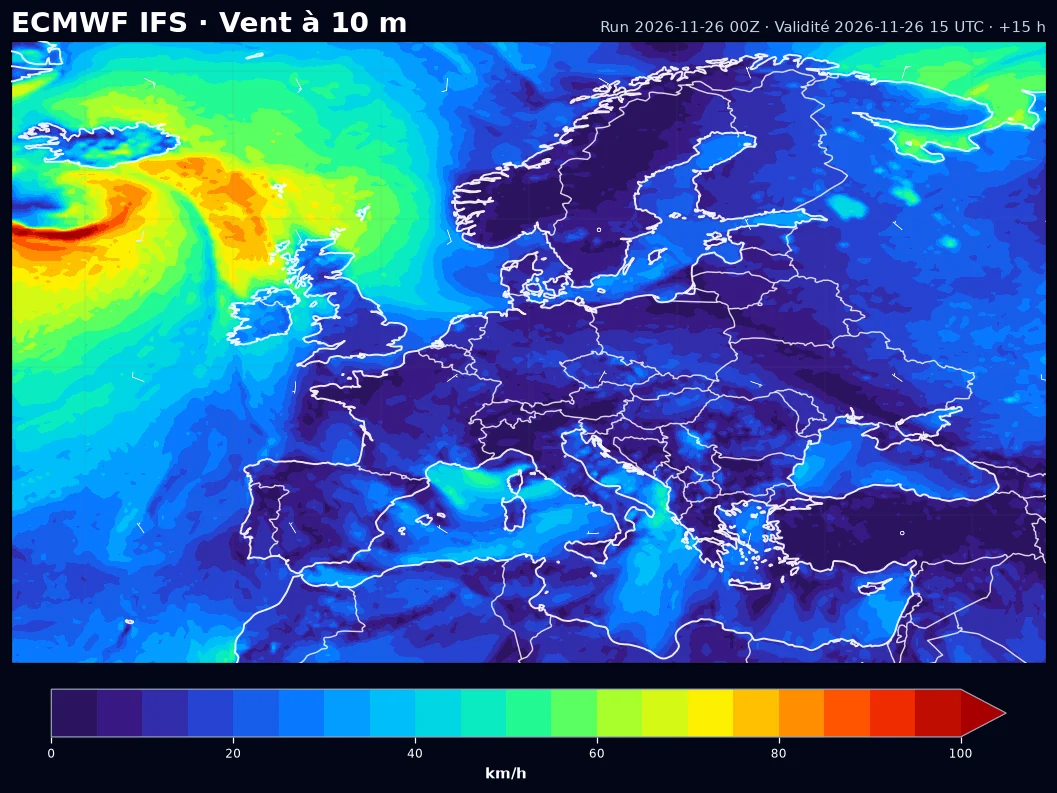 ECMWF IFS · Vent à 10 m
Run 2026-11-26 00Z · Validité 2026-11-26 15 UTC · +15 h
0 20 40 60 80 100
km/h